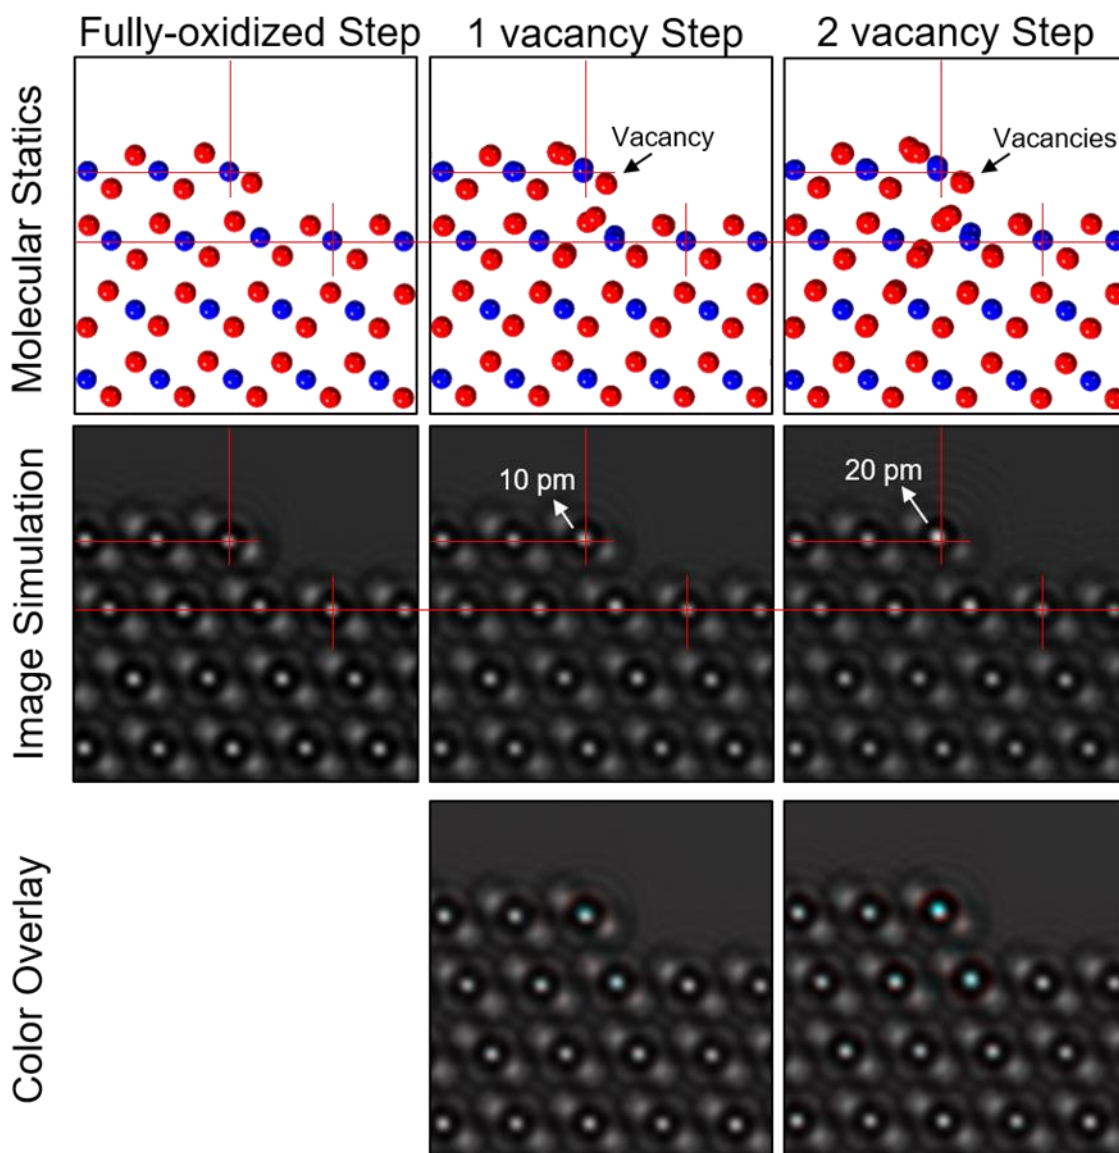 Fully-oxidized Step
1 vacancy Step
2 vacancy Step
Molecular Statics
Vacancy
Vacancies
Image Simulation
10 pm
20 pm
Color Overlay